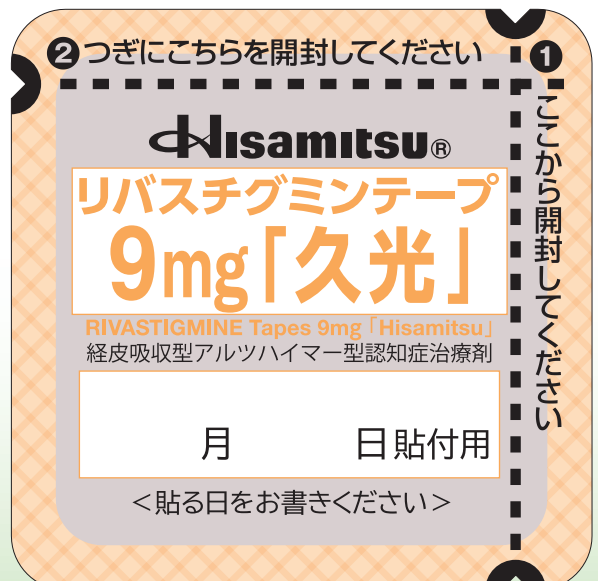 ❷つぎにこちらを開封してください
❶
ここから開封してください
HISAMITSU®
リバスチグミンテープ
9mg「久光」
RIVASTIGMINE Tapes 9mg「Hisamitsu」
経皮吸収型アルツハイマー型認知症治療剤
月 日貼付用
＜貼る日をお書きください＞